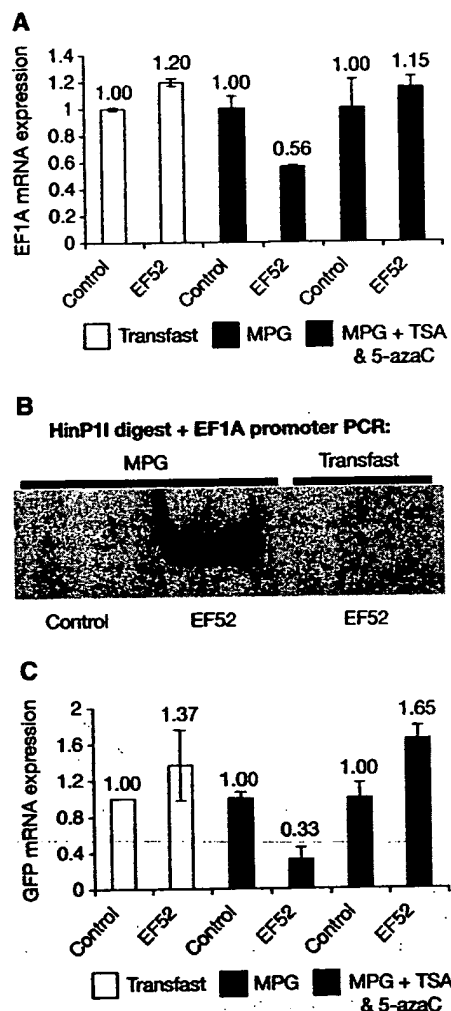 A
EF1A mRNA expression
1.4
1.2
1
0.8
0.6
0.4
0.2
0
1.00
1.20
1.00
0.56
1.00
1.15
Control
EF52
Control
EF52
Control
EF52
Transfast
MPG
MPG + TSA
& 5-azaC
B
HinP1I digest + EF1A promoter PCR:
MPG
Transfast
Control
EF52
EF52
C
GFP mRNA expression
2
1.6
1.2
0.8
0.4
0
1.00
1.37
1.00
0.33
1.00
1.65
Control
EF52
Control
EF52
Control
EF52
Transfast
MPG
MPG + TSA
& 5-azaC